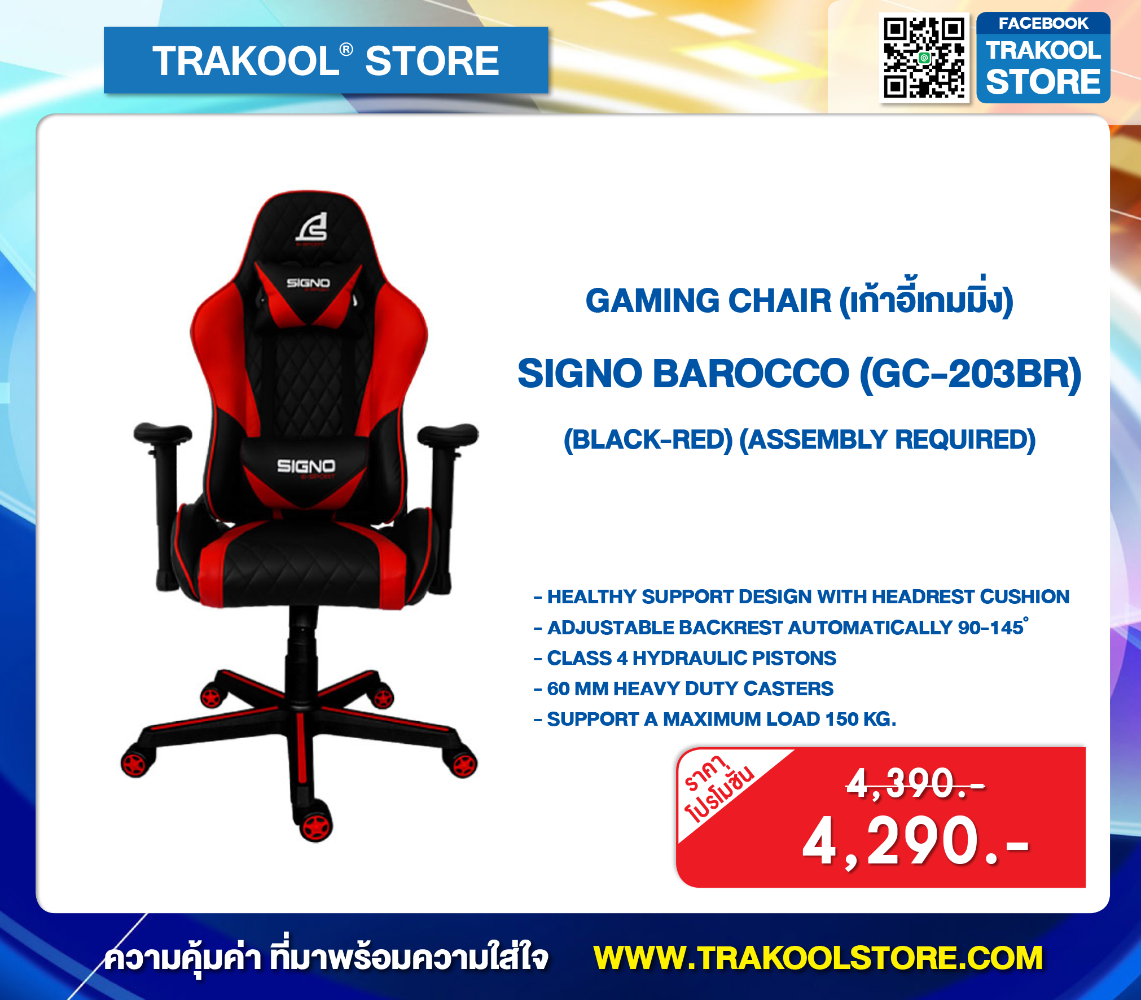 TRAKOOL® STORE
FACEBOOK
TRAKOOL
STORE
SIGNO
E-SPORT
SIGNO
E-SPORT
GAMING CHAIR (เก้าอี้เกมมิ่ง)
SIGNO BAROCCO (GC-203BR)
(BLACK-RED) (ASSEMBLY REQUIRED)
- HEALTHY SUPPORT DESIGN WITH HEADREST CUSHION
- ADJUSTABLE BACKREST AUTOMATICALLY 90-145°
- CLASS 4 HYDRAULIC PISTONS
- 60 MM HEAVY DUTY CASTERS
- SUPPORT A MAXIMUM LOAD 150 KG.
ราคา
โปรโมชั่น
4,390.-
4,290.-
ความคุ้มค่า ที่มาพร้อมความใส่ใจ WWW.TRAKOOLSTORE.COM